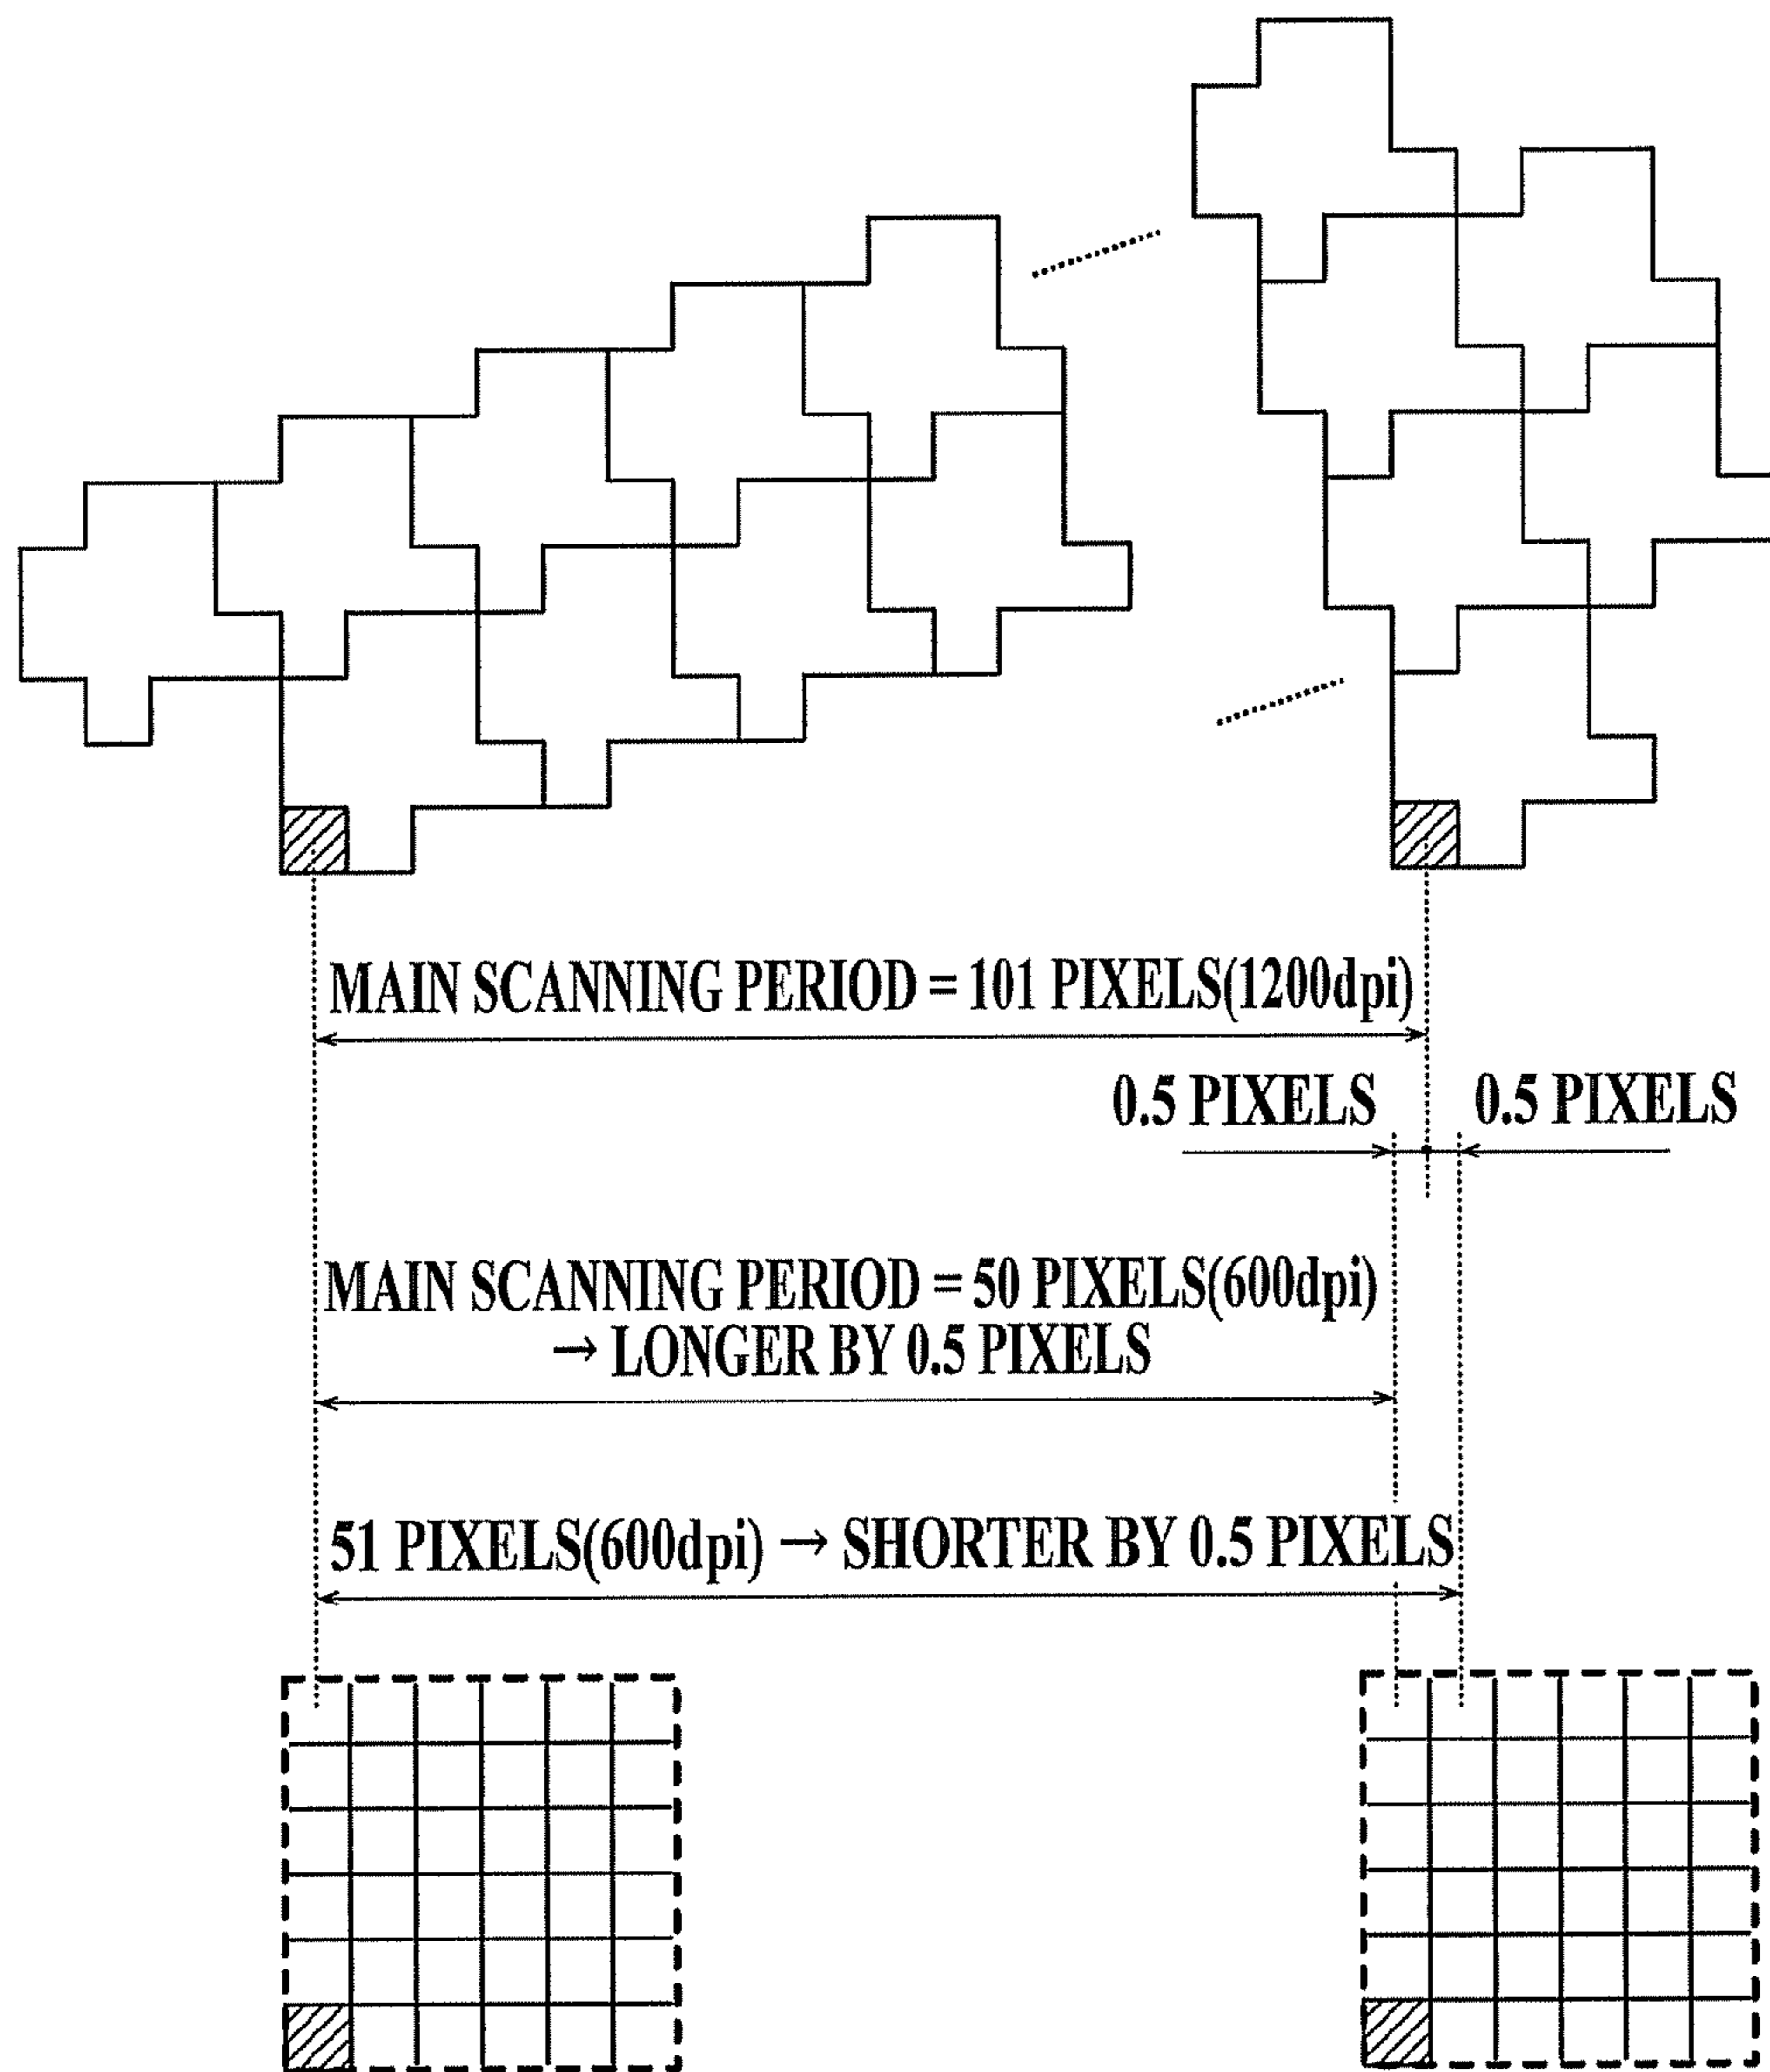 MAIN SCANNING PERIOD = 101 PIXELS(1200dpi)
0.5 PIXELS 0.5 PIXELS
MAIN SCANNING PERIOD = 50 PIXELS(600dpi)
→ LONGER BY 0.5 PIXELS
51 PIXELS(600dpi) → SHORTER BY 0.5 PIXELS